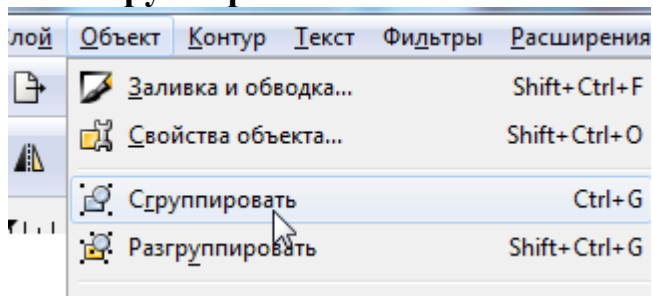 Слой Объект Контур Текст Фильтры Расширения
Заливка и обводка... Shift+Ctrl+F
Свойства объекта... Shift+Ctrl+O
Сгруппировать Ctrl+G
Разгруппировать Shift+Ctrl+G